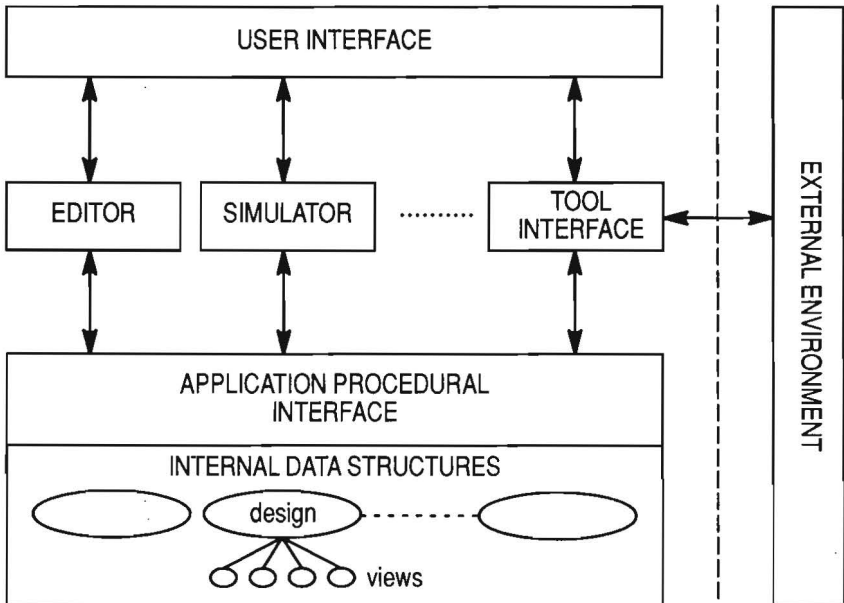 USER INTERFACE
EDITOR
SIMULATOR
TOOL
INTERFACE
EXTERNAL ENVIRONMENT
APPLICATION PROCEDURAL
INTERFACE
INTERNAL DATA STRUCTURES
design
views